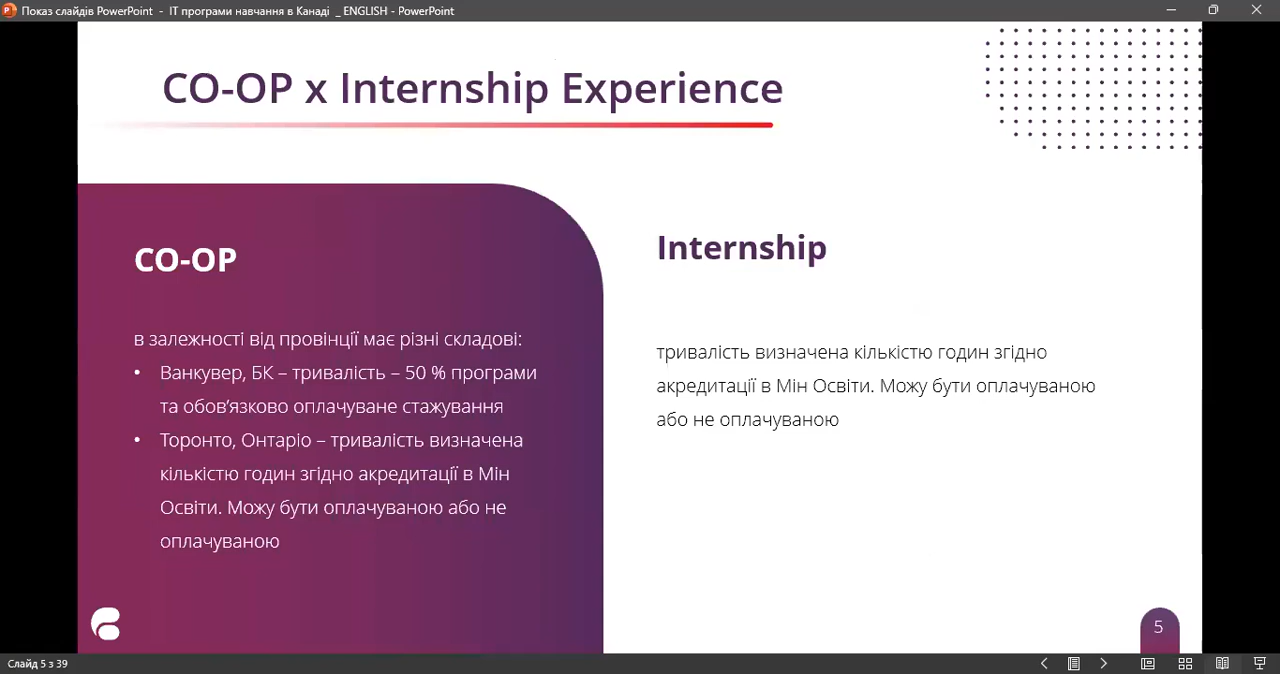 Показ слайдів PowerPoint - ІТ програми навчання в Канаді _ ENGLISH - PowerPoint
CO-OP x Internship Experience
CO-OP
в залежності від провінції має різні складові:
• Ванкувер, БК – тривалість – 50 % програми
та обов’язково оплачуване стажування
• Торонто, Онтаріо – тривалість визначена
кількістю годин згідно акредитації в Мін
Освіти. Можу бути оплачуваною або не
оплачуваною
Internship
тривалість визначена кількістю годин згідно
акредитації в Мін Освіти. Можу бути оплачуваною
або не оплачуваною
5
Слайд 5 з 39